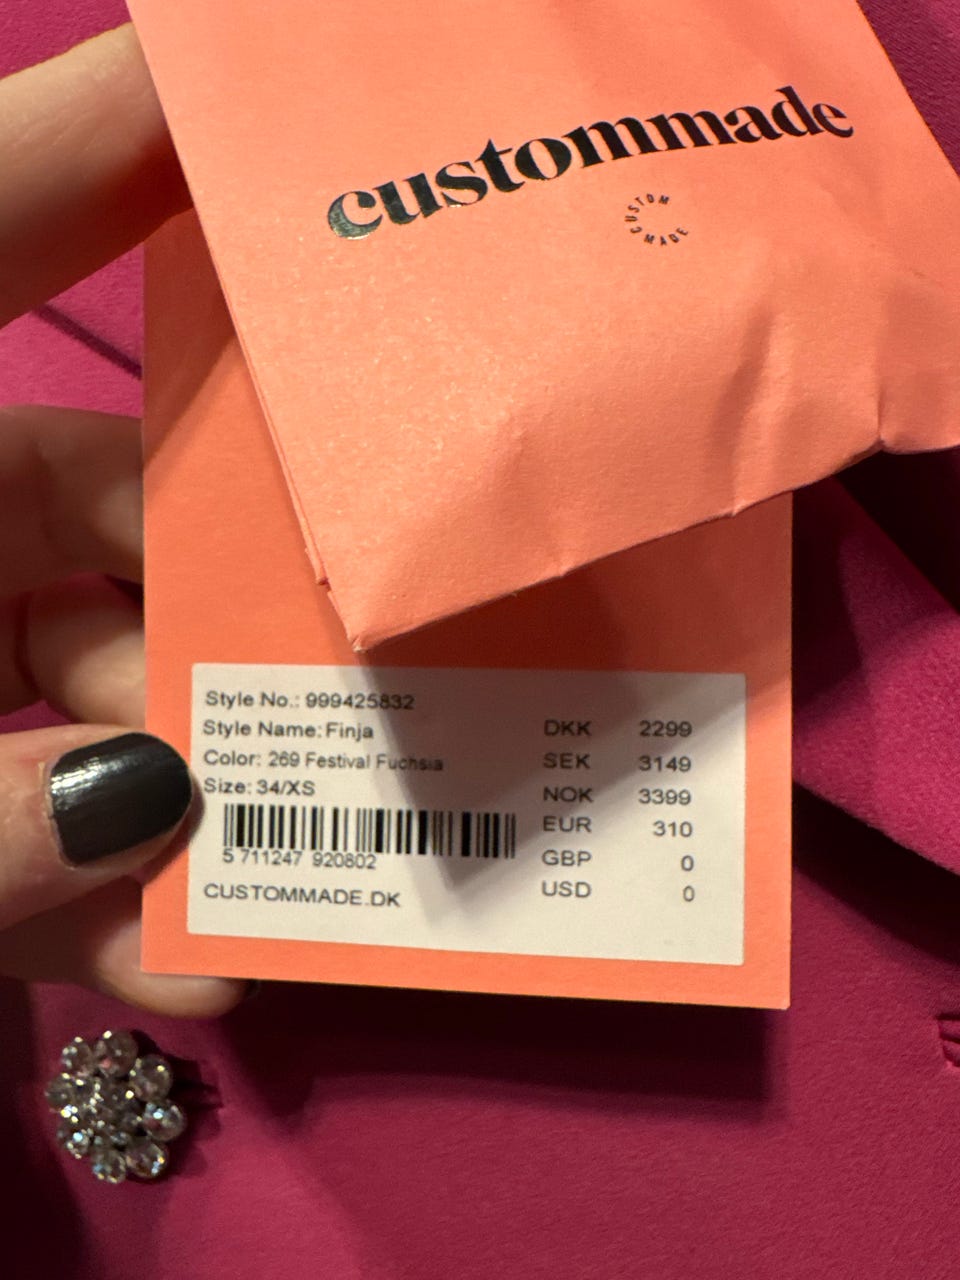 custommade
CUSTOM
MADE
Style No.: 999425832
Style Name: Finja
Color: 269 Festival Fuchsia
Size: 34/XS
5 711247 920802
CUSTOMMADE.DK
DKK 2299
SEK 3149
NOK 3399
EUR 310
GBP 0
USD 0